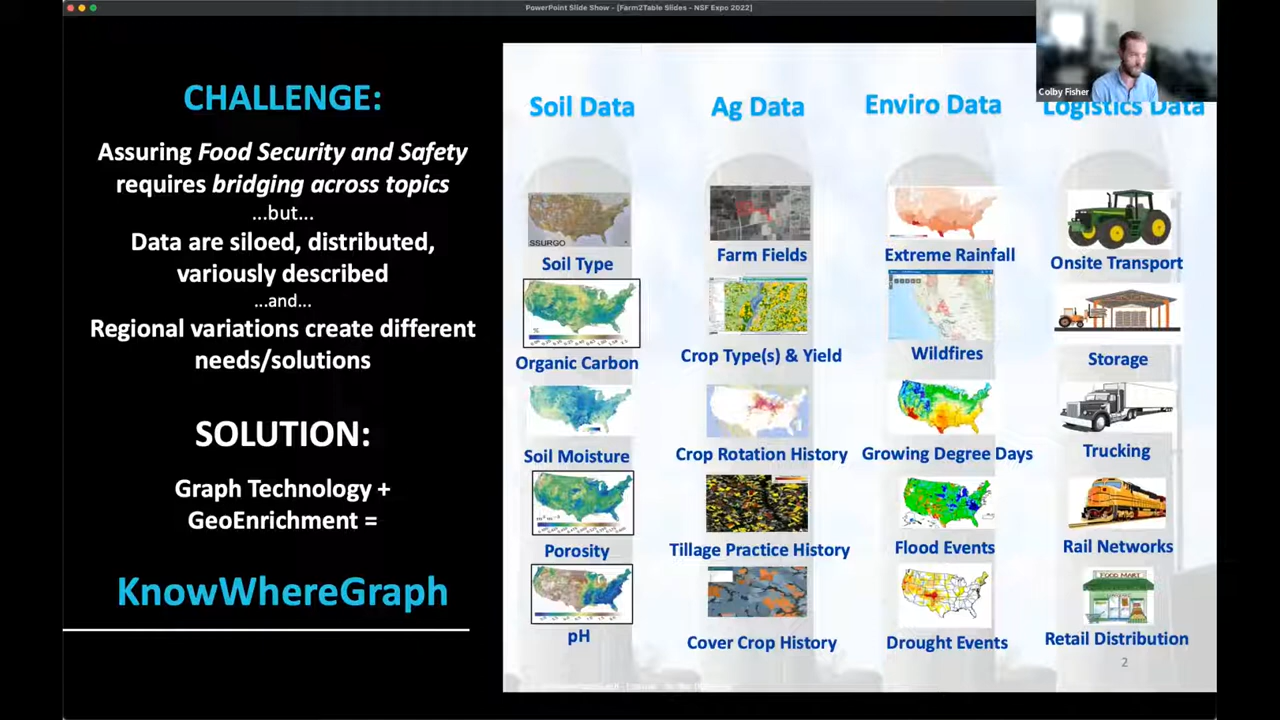 PowerPoint Slide Show - [Farm2Table Slides - NSF Expo 2022]
CHALLENGE:
Assuring Food Security and Safety
requires bridging across topics
...but...
Data are siloed, distributed,
variously described
...and...
Regional variations create different
needs/solutions
SOLUTION:
Graph Technology +
GeoEnrichment =
KnowWhereGraph
Soil Data
SSURGO
Soil Type
Organic Carbon
Soil Moisture
Porosity
pH
Ag Data
Farm Fields
Crop Type(s) & Yield
Crop Rotation History
Tillage Practice History
Cover Crop History
Enviro Data
Extreme Rainfall
Wildfires
Growing Degree Days
Flood Events
Drought Events
Colby Fisher
Logistics Data
Onsite Transport
Storage
Trucking
Rail Networks
FOOD MART
Retail Distribution
2